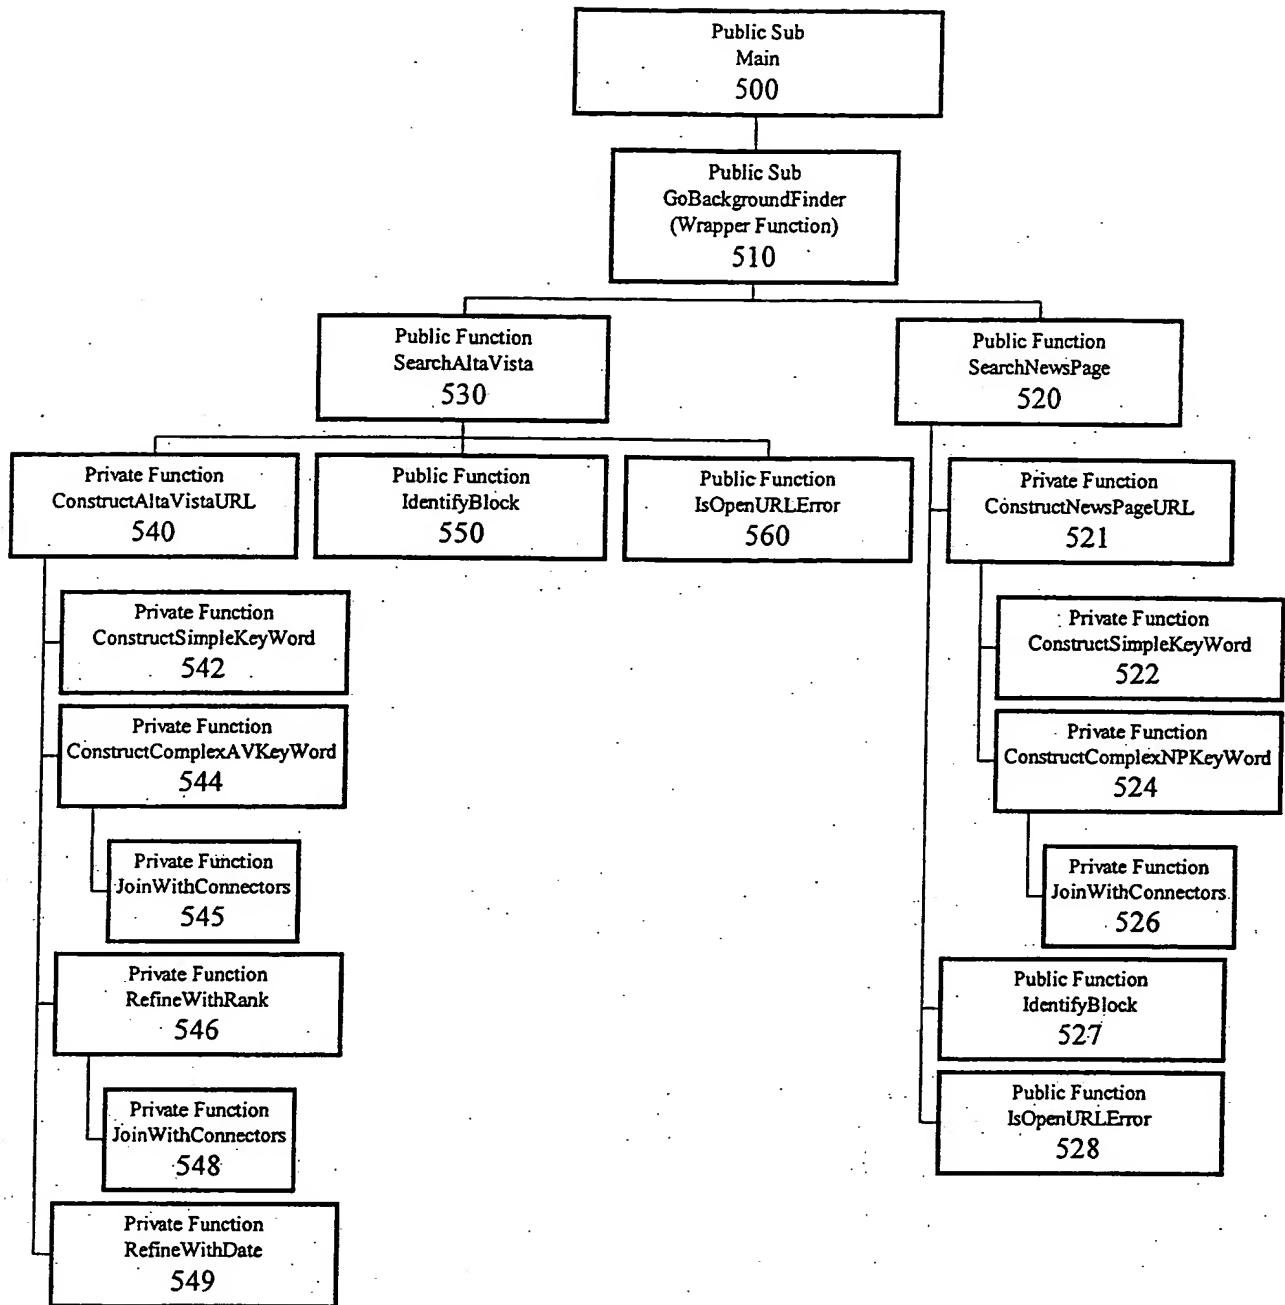 Public Sub
Main
500
Public Sub
GoBackgroundFinder
(Wrapper Function)
510
Public Function
SearchAltaVista
530
Public Function
SearchNewsPage
520
Private Function
ConstructAltaVistaURL
540
Public Function
IdentifyBlock
550
Public Function
IsOpenURLError
560
Private Function
ConstructNewsPageURL
521
Private Function
ConstructSimpleKeyWord
542
Private Function
ConstructSimpleKeyWord
522
Private Function
ConstructComplexAVKeyWord
544
Private Function
ConstructComplexNPKeyWord
524
Private Function
JoinWithConnectors
545
Private Function
JoinWithConnectors
526
Private Function
RefineWithRank
546
Public Function
IdentifyBlock
527
Private Function
JoinWithConnectors
548
Public Function
IsOpenURLError
528
Private Function
RefineWithDate
549